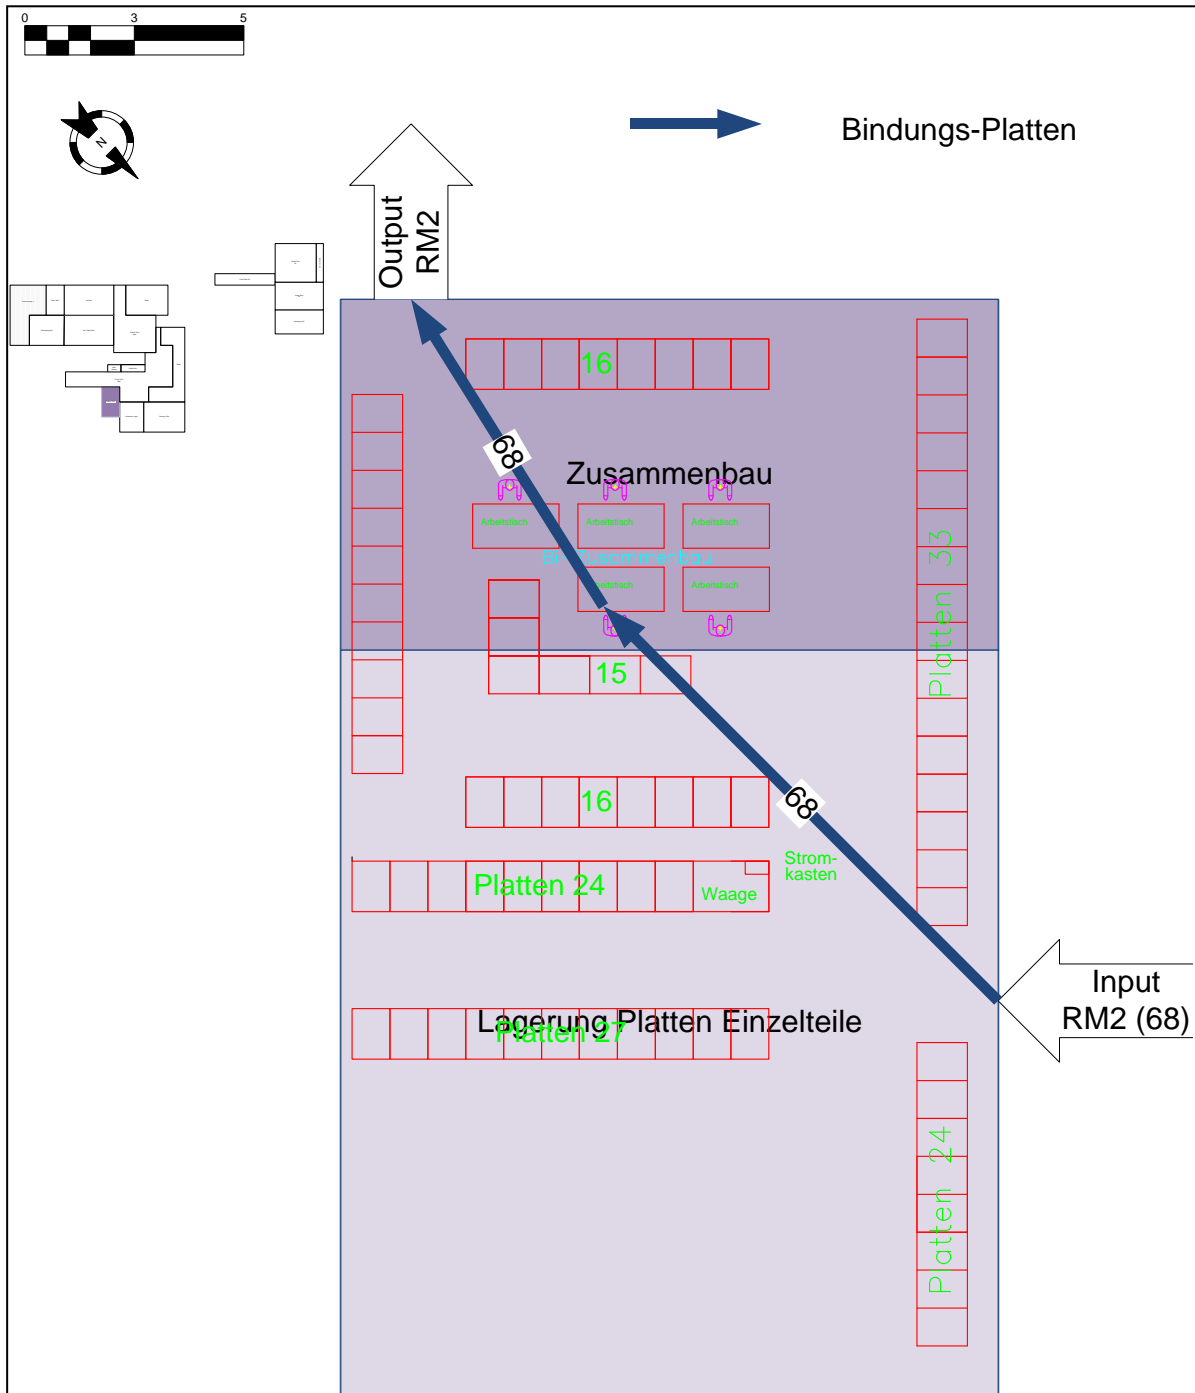 0 3 5
N
Bindungs-Platten
Output
RM2
16
68
Zusammenbau
Arbeitstisch Arbeitstisch Arbeitstisch
Zusammenbau
Arbeitstisch Arbeitstisch
Platten 33
15
16
68
Strom-
kasten
Platten 24
Waage
Input
RM2 (68)
Lagerung Platten Einzelteile
Platten 27
Platten 24